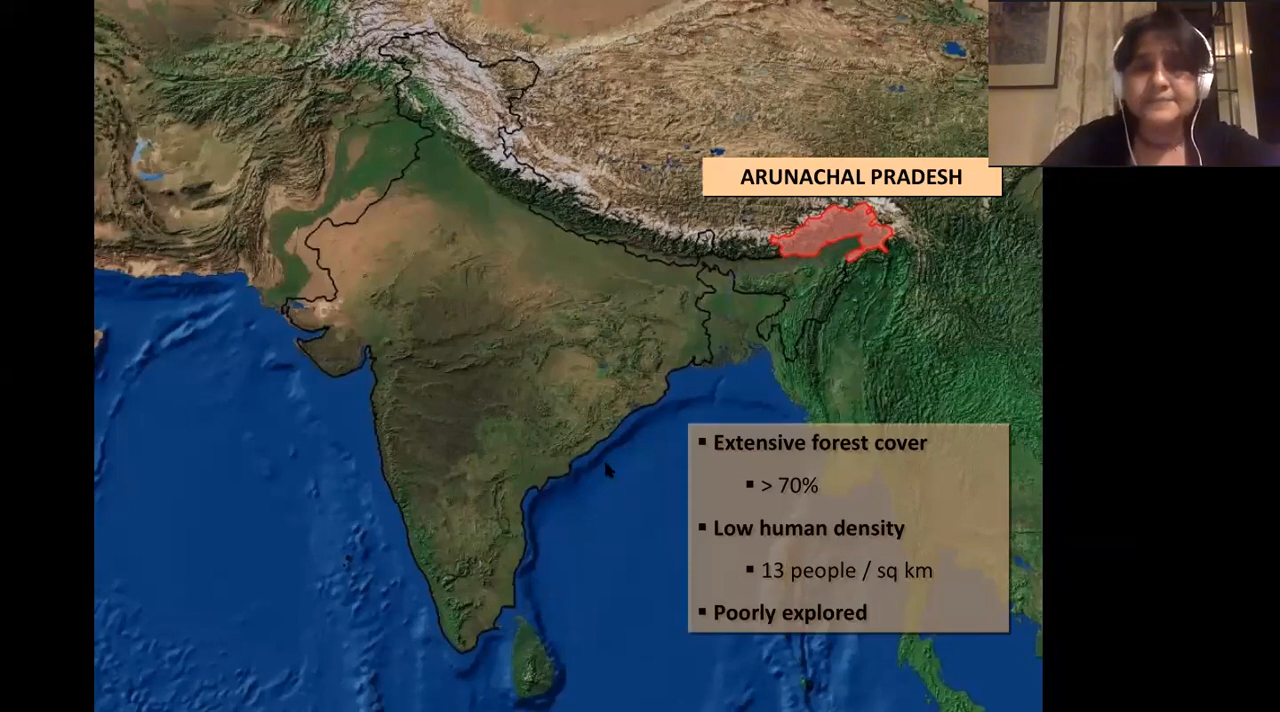 ARUNACHAL PRADESH
▪ Extensive forest cover
▪ > 70%
▪ Low human density
▪ 13 people / sq km
▪ Poorly explored